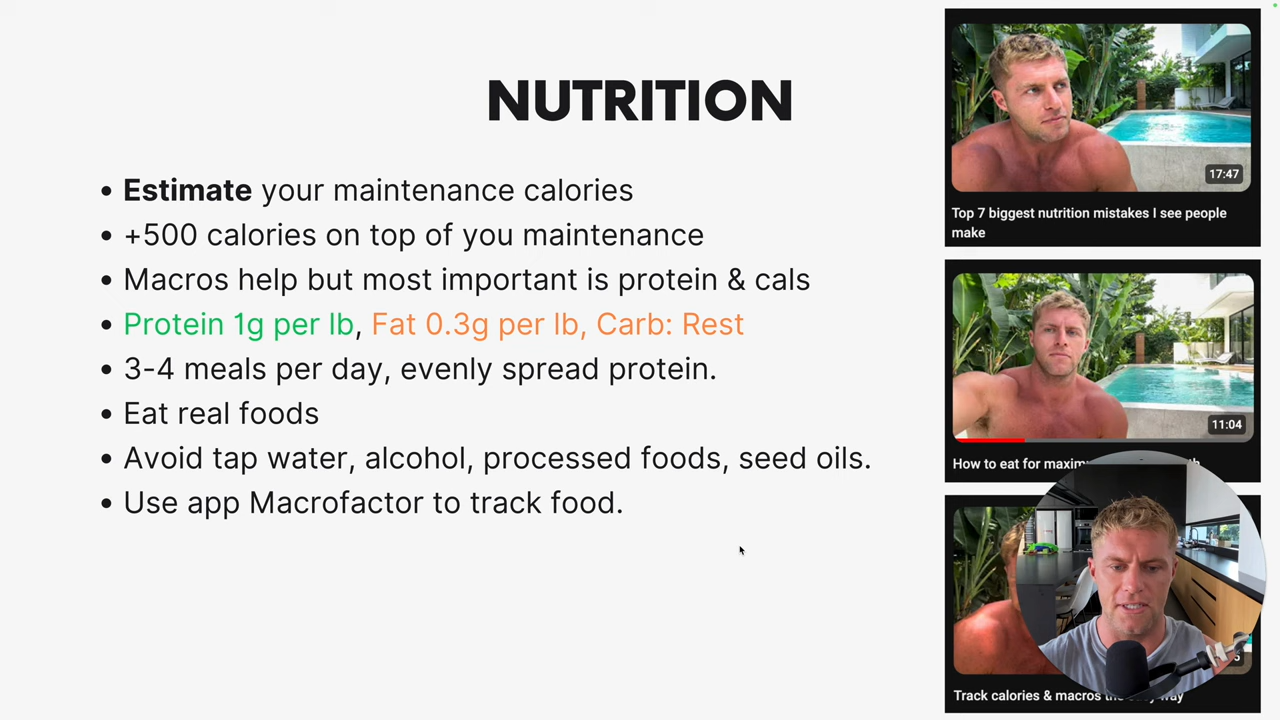 NUTRITION
• Estimate your maintenance calories
• +500 calories on top of you maintenance
• Macros help but most important is protein & cals
• Protein 1g per lb, Fat 0.3g per lb, Carb: Rest
• 3-4 meals per day, evenly spread protein.
• Eat real foods
• Avoid tap water, alcohol, processed foods, seed oils.
• Use app Macrofactor to track food.
17:47
Top 7 biggest nutrition mistakes I see people
make
11:04
How to eat for
Track calories & macros